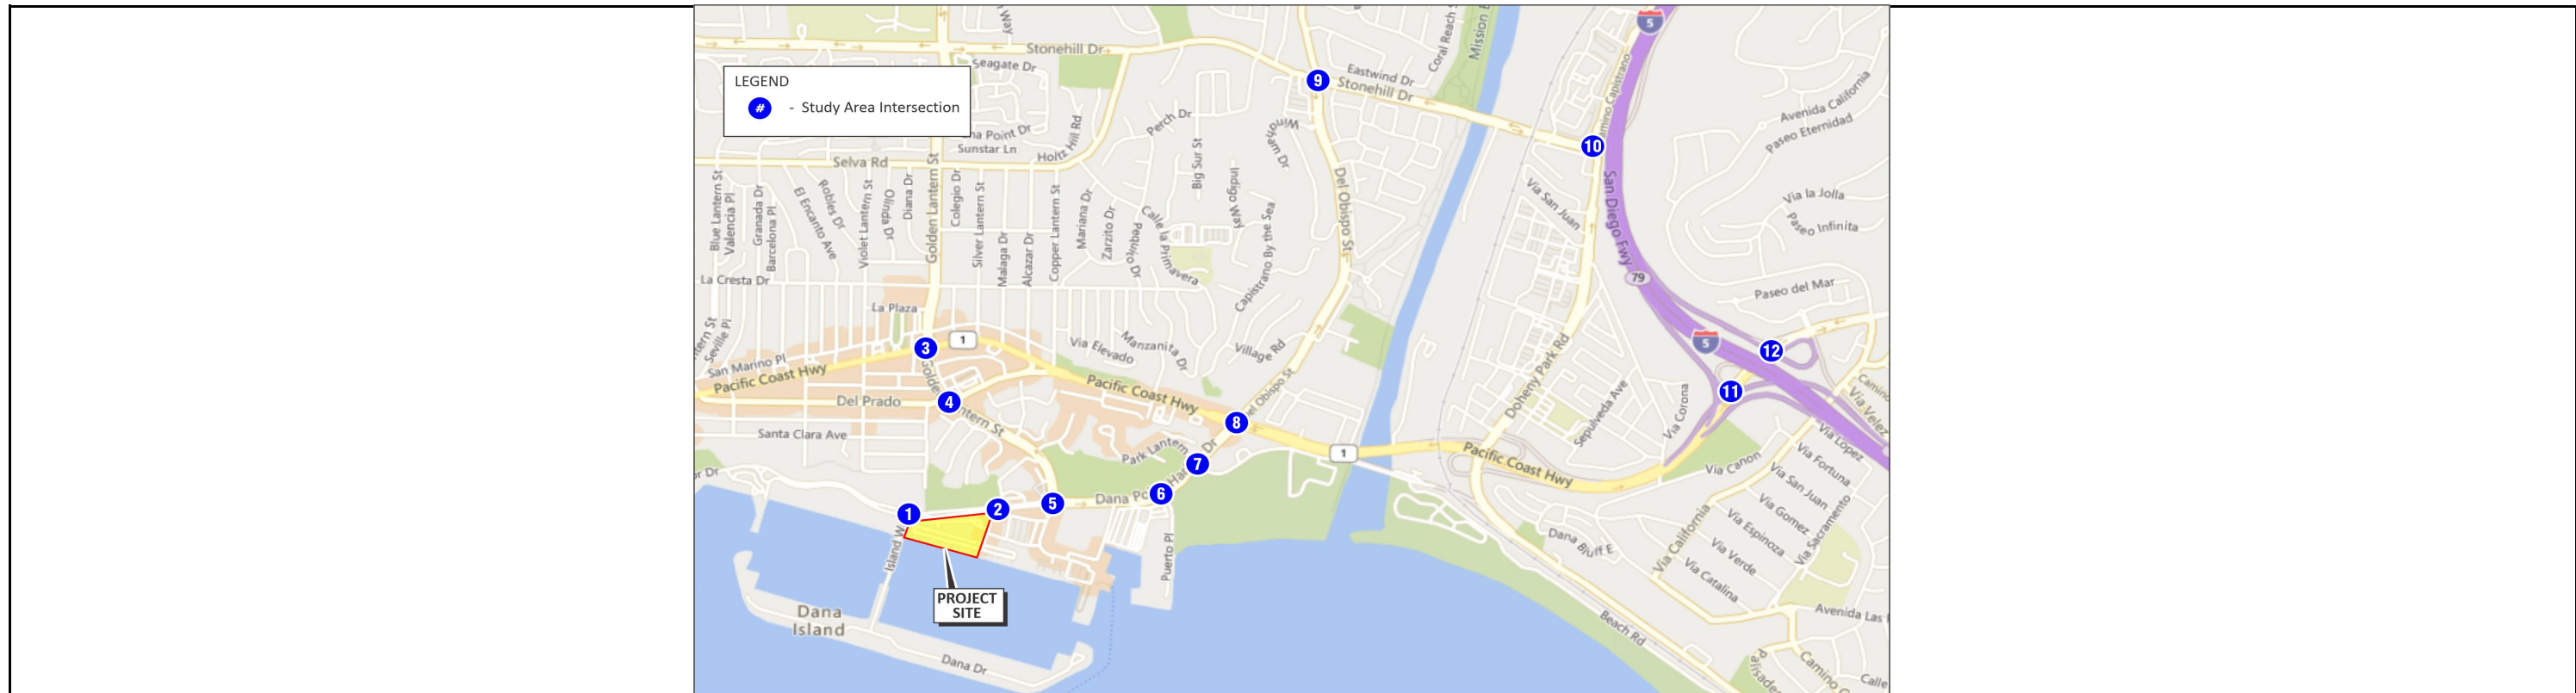 Stonehill Dr
5
Mission
Coral Reach
LEGEND
# - Study Area Intersection
Seagate Dr
9
Eastwind Dr
Stonehill Dr
Avenida California
Paseo Eternidad
Perch Dr
Point Dr
Sunstar Ln
Holtz Hill Rd
10
Selva Rd
Golden Lantern St
Big Sur St
Del Obispo St
San Diego Fwy
Via San Juan
Via la Jolla
Paseo Infinita
Blue Lantern St
Valencia Pl
Granada Dr
Barcelona Pl
El Encanto Ave
Robles Dr
Violet Lantern St
Olinda Dr
Diana Dr
Colegio Dr
Silver Lantern St
Malaga Dr
Alcazar Dr
Copper Lantern St
Mariana Dr
Zarzito Dr
Pequito Dr
Calle la Primavera
Indigo Way
Capistrano By the Sea
La Cresta Dr
79
Paseo del Mar
La Plaza
Seville Pl
3
1
Via Elevado
Manzanita Dr
Village Rd
5
12
San Marino Pl
Pacific Coast Hwy
Pacific Coast Hwy
Doheny Park Rd
Sepulveda Ave
Via Corona
11
Del Prado
4
8
Santa Clara Ave
Park Lantern
7
1
Pacific Coast Hwy
Via Canon
Via Lopez
Via Fortuna
Via San Juan
Via Gomez
Via Espinoza
Via Verde
Via Catalina
Via Sacramento
Via California
Via Velez
1
2
5
Dana
6
Puerto Pl
Dana Bluff E
PROJECT
SITE
Dana
Island
Dana Dr
Beach Rd
Avenida Las
Camino
Calle